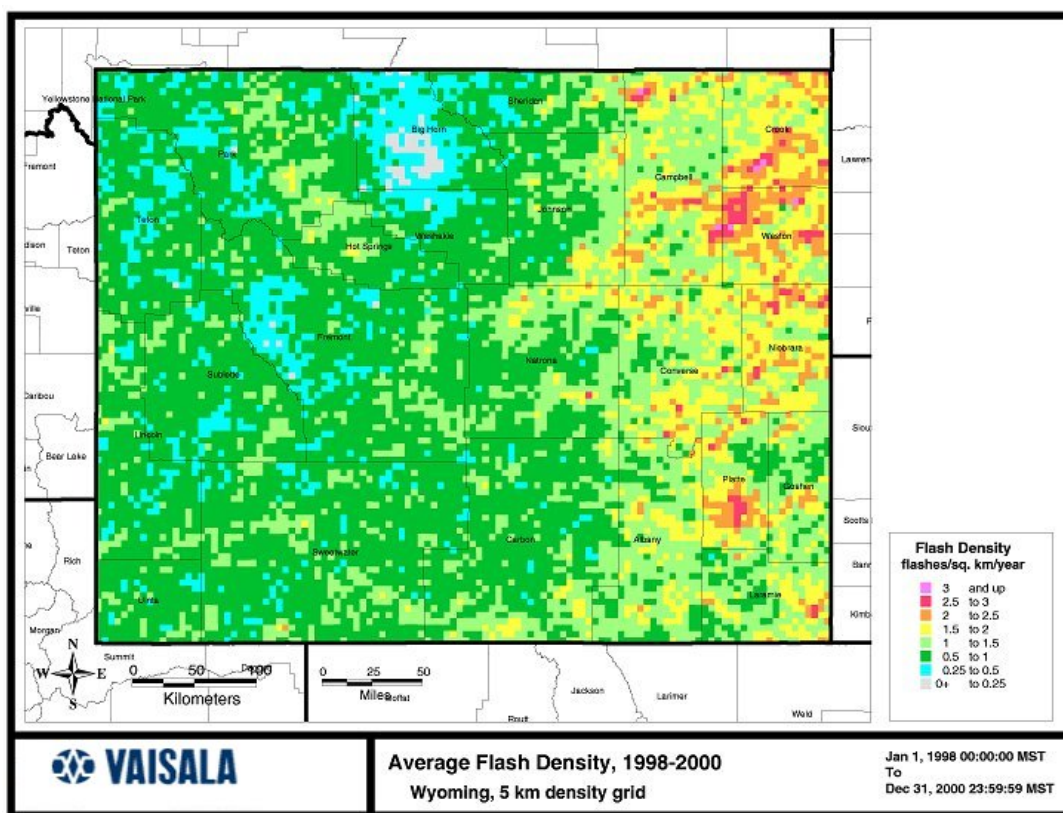 Yellowstone National Park
Sheridan
Big Horn
Crook
Park
Fremont
Campbell
Johnson
Teton
Washakie
Hot Springs
Weston
Teton
Fremont
Natrona
Niobrara
Converse
Sublette
Caribou
Lincoln
Bear Lake
Platte
Goshen
Sweetwater
Carbon
Albany
Rich
Uinta
Laramie
Morgan
Summit
Moffat
Jackson
Larimer
Routt
Weld
N
W
E
S
0 50 100
Kilometers
0 25 50
Miles
Flash Density
flashes/sq. km/year
3 and up
2.5 to 3
2 to 2.5
1.5 to 2
1 to 1.5
0.5 to 1
0.25 to 0.5
0+ to 0.25
VAISALA
Average Flash Density, 1998-2000
Wyoming, 5 km density grid
Jan 1, 1998 00:00:00 MST
To
Dec 31, 2000 23:59:59 MST